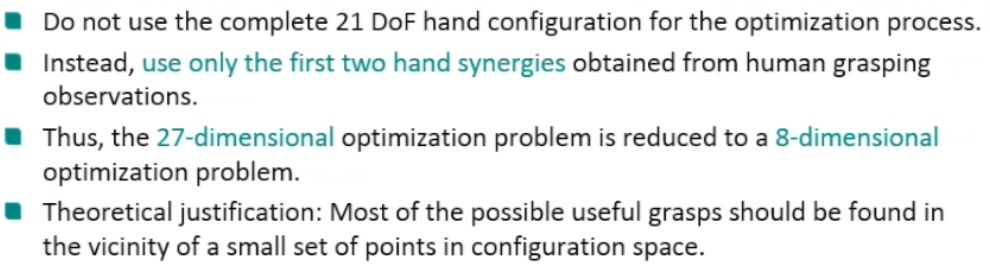 Do not use the complete 21 DoF hand configuration for the optimization process.
Instead, use only the first two hand synergies obtained from human grasping
observations.
Thus, the 27-dimensional optimization problem is reduced to a 8-dimensional
optimization problem.
Theoretical justification: Most of the possible useful grasps should be found in
the vicinity of a small set of points in configuration space.